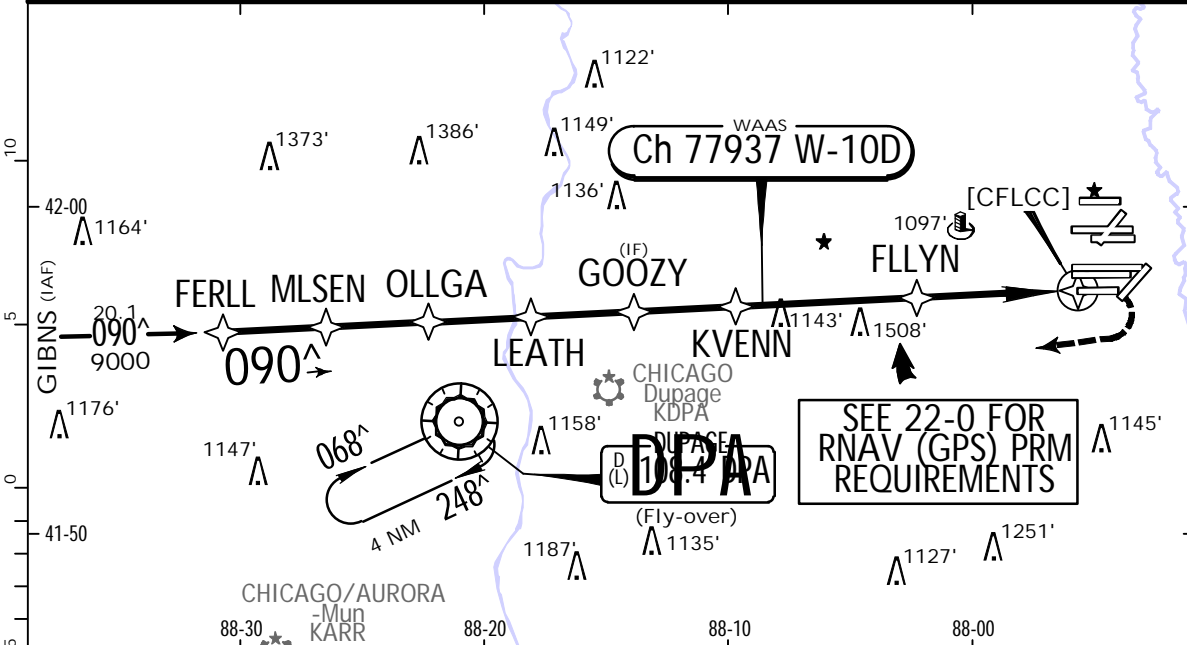 1122'
1373'
1386'
1149'
WAAS
Ch 77937 W-10D
10
1136'
[CFLCC]
42-00
1164'
1097'
(IF)
GOOZY
FLLYN
FERLL
MLSEN
OLLGA
GIBNS (IAF)
20.1
090^
9000
5
1143'
1508'
LEATH
KVENN
090^
CHICAGO
Dupage
KDPA
1176'
SEE 22-0 FOR
RNAV (GPS) PRM
REQUIREMENTS
1145'
1147'
068^
1158'
DUPAGE
D
(L)
108.4 DPA
DPA
248^
0
(Fly-over)
4 NM
41-50
1187'
1135'
1127'
1251'
CHICAGO/AURORA
-Mun
KARR
88-30
88-20
88-10
88-00
5